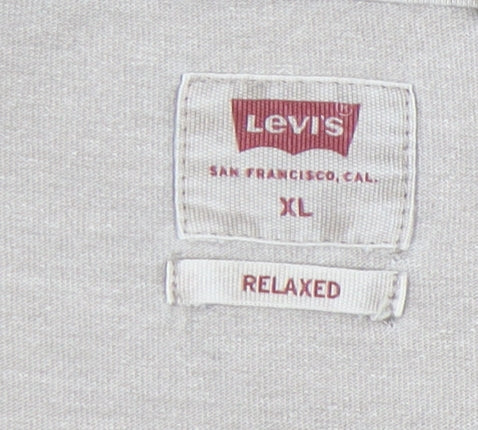 Levi's®
SAN FRANCISCO, CAL.
XL
RELAXED